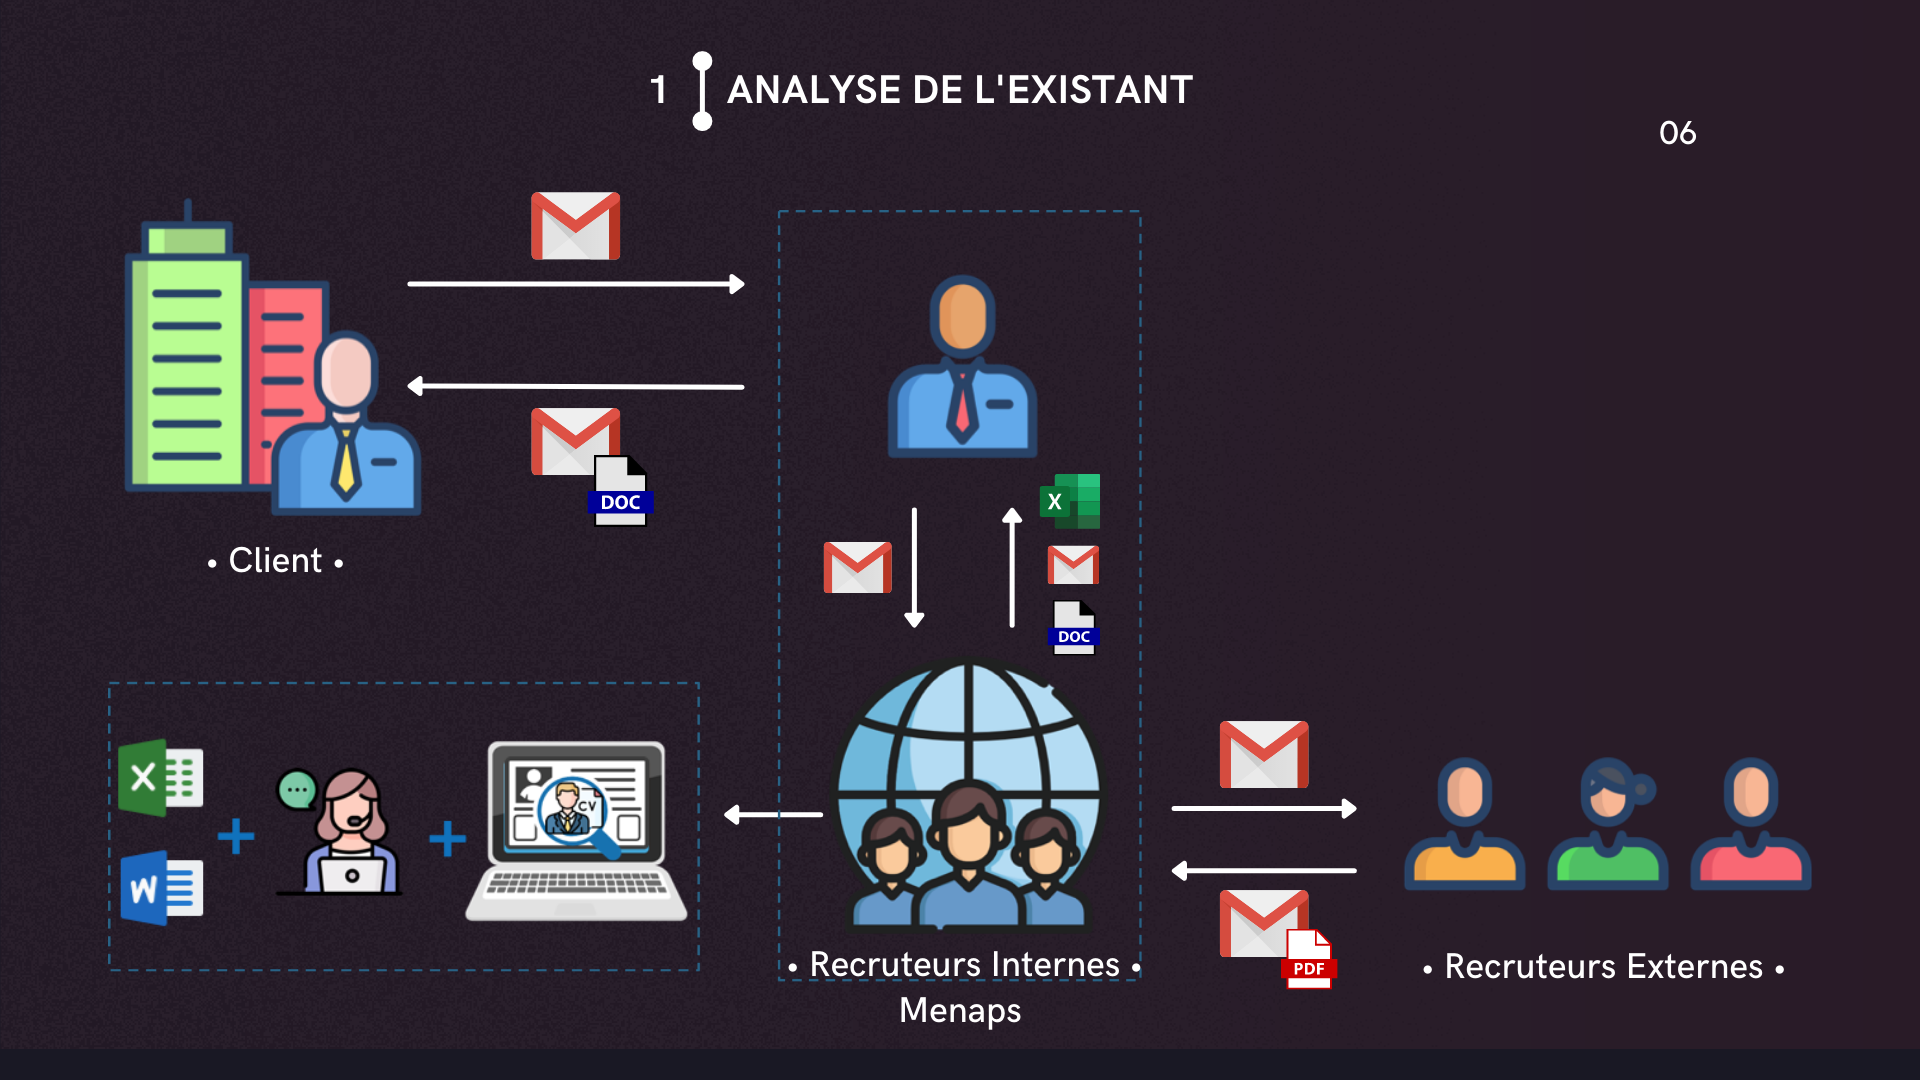 1 ANALYSE DE L'EXISTANT
06
DOC
• Client •
X
DOC
X
W
CV
PDF
• Recruteurs Internes •
Menaps
• Recruteurs Externes •